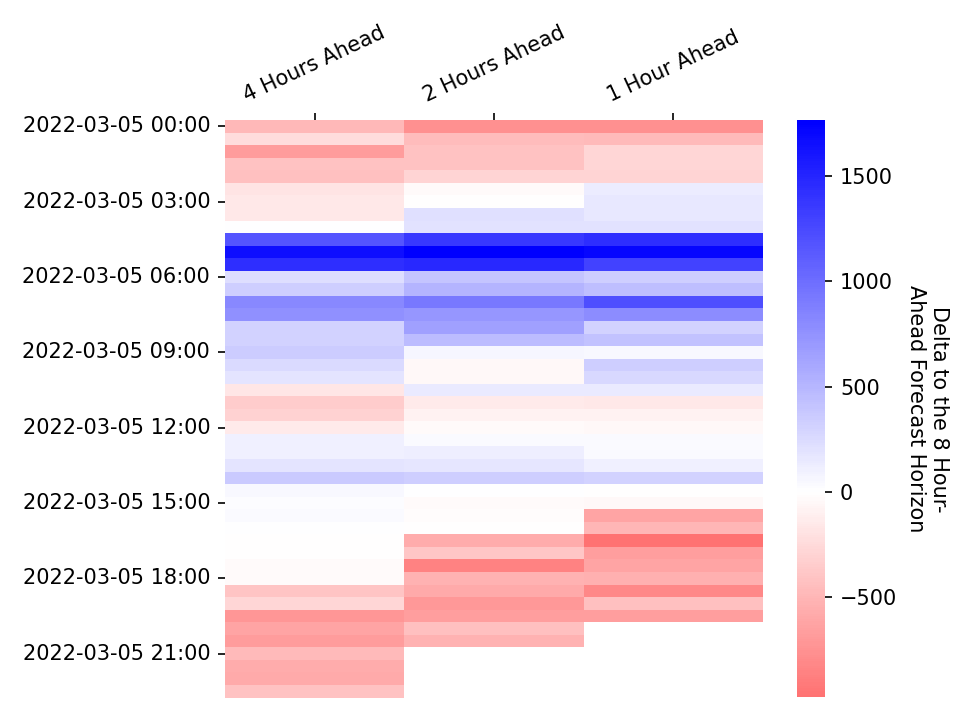 4 Hours Ahead
2 Hours Ahead
1 Hour Ahead
2022-03-05 00:00
2022-03-05 03:00
2022-03-05 06:00
2022-03-05 09:00
2022-03-05 12:00
2022-03-05 15:00
2022-03-05 18:00
2022-03-05 21:00
1500
1000
500
0
−500
Delta to the 8 Hour-
Ahead Forecast Horizon